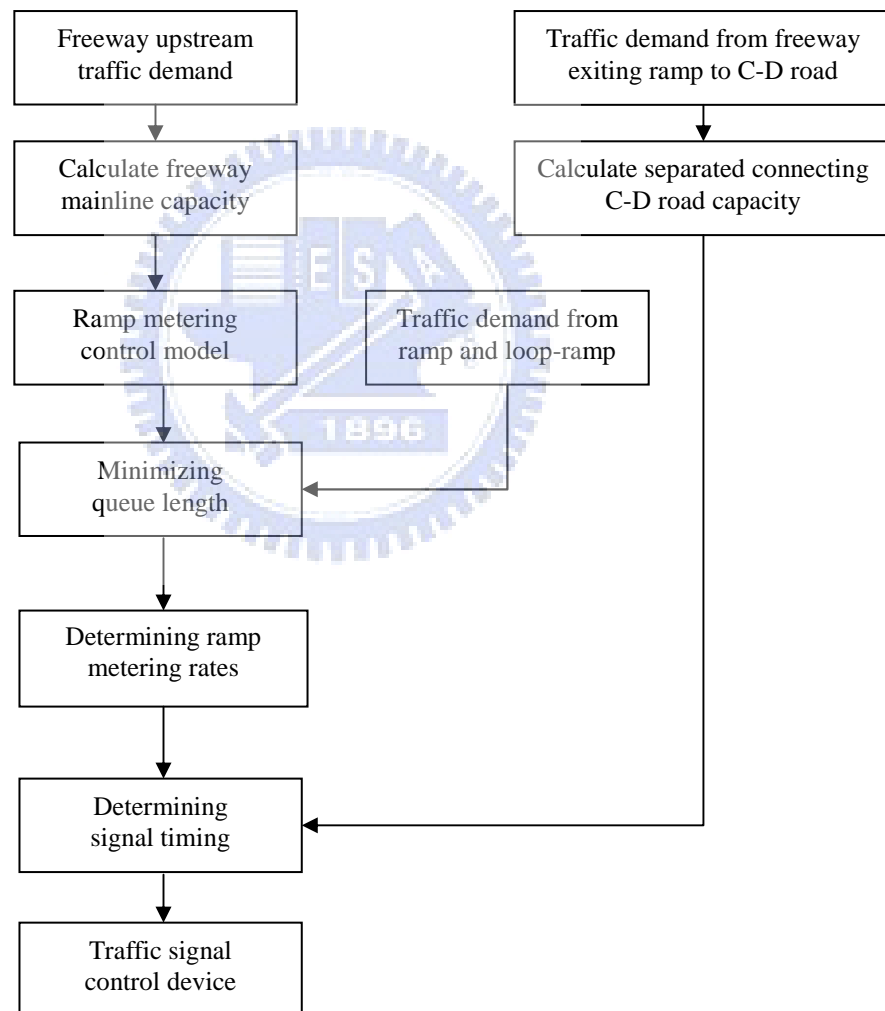 Freeway upstream
traffic demand
Traffic demand from freeway
exiting ramp to C-D road
Calculate freeway
mainline capacity
Calculate separated connecting
C-D road capacity
E S A
Ramp metering
control model
Traffic demand from
ramp and loop-ramp
1896
Minimizing
queue length
Determining ramp
metering rates
Determining
signal timing
Traffic signal
control device